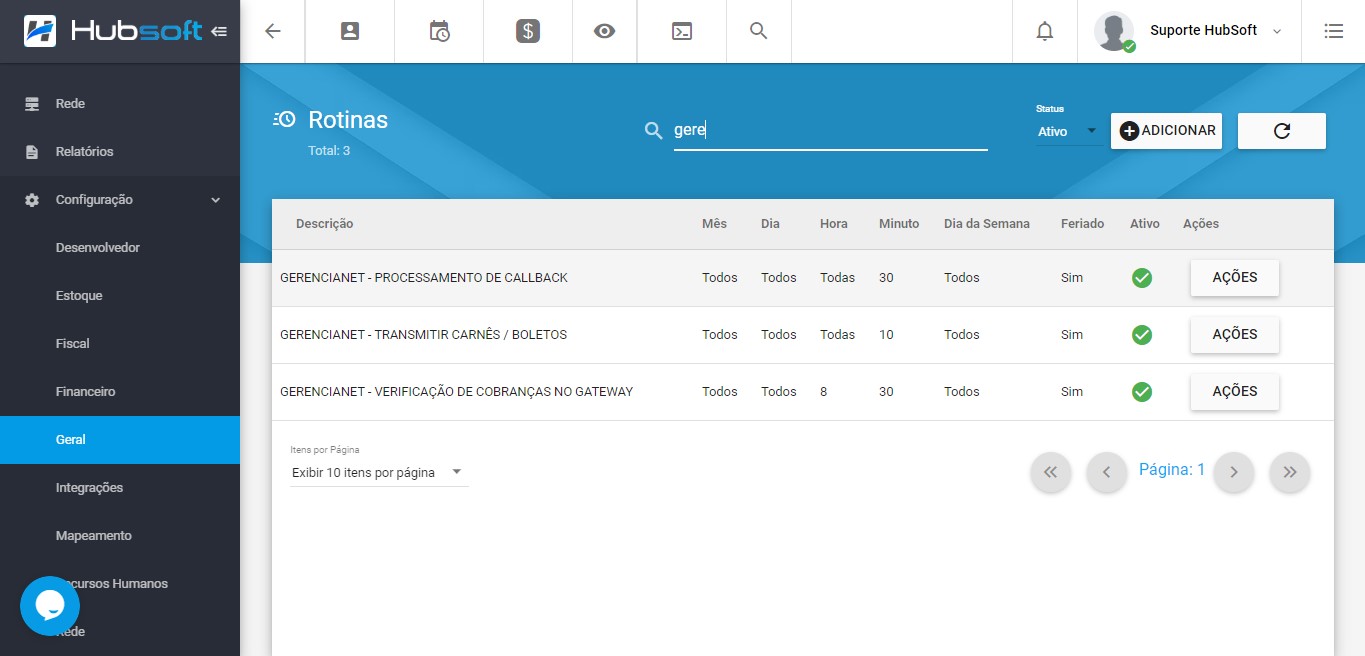 Hubsoft
Suporte HubSoft
Rede
Relatórios
Configuração
Desenvolvedor
Estoque
Fiscal
Financeiro
Geral
Integrações
Mapeamento
cursos Humanos
Rotinas
Total: 3
gere
Status
Ativo
ADICIONAR
Descrição Mês Dia Hora Minuto Dia da Semana Feriado Ativo Ações
GERENCIANET - PROCESSAMENTO DE CALLBACK Todos Todos Todas 30 Todos Sim AÇÕES
GERENCIANET - TRANSMITIR CARNÊS / BOLETOS Todos Todos Todas 10 Todos Sim AÇÕES
GERENCIANET - VERIFICAÇÃO DE COBRANÇAS NO GATEWAY Todos Todos 8 30 Todos Sim AÇÕES
Itens por Página
Exibir 10 itens por página
Página: 1